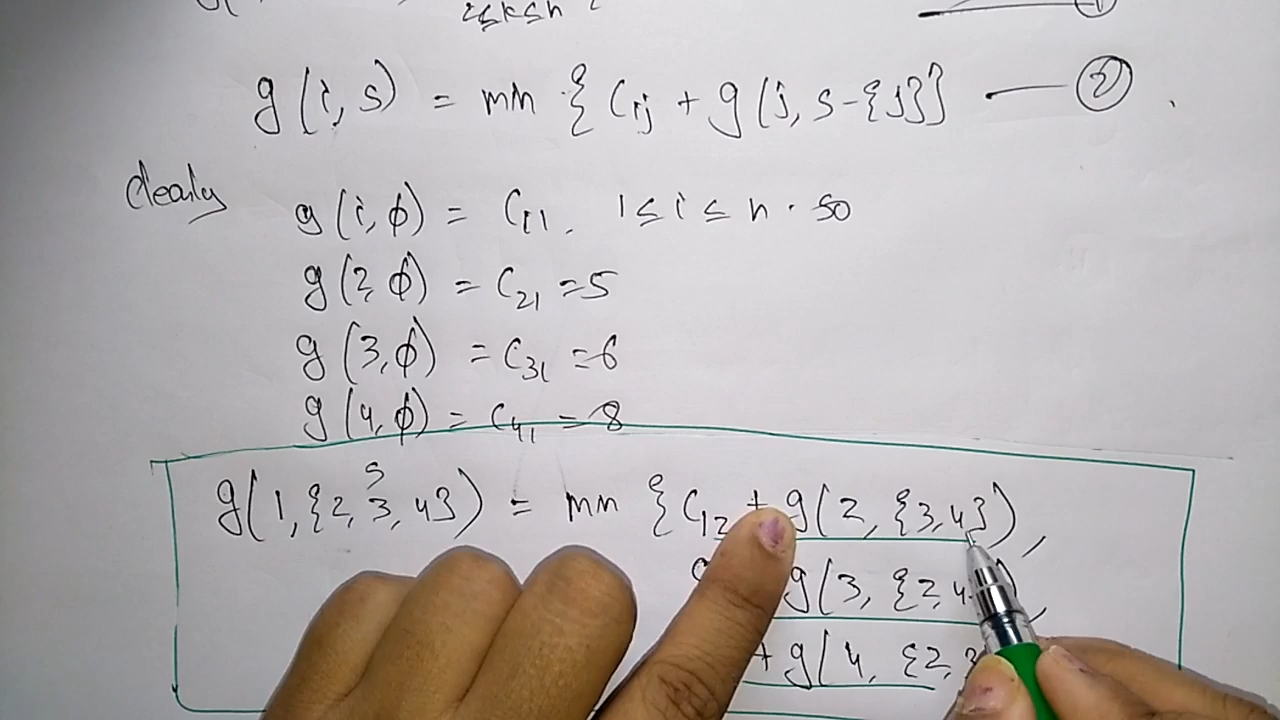 g(i, s) = min { Cij + g(j, s-{j}} — ②
Clearly
g(i, φ) = Ci1, 1 ≤ i ≤ n. so
g(2, φ) = C21 = 5
g(3, φ) = C31 = 6
g(4, φ) = C41 = 8
s
g(1, {2, 3, 4}) = min { C12 + g(2, {3,4}),
g(3, {2,4}),
+ g(4, {2,3